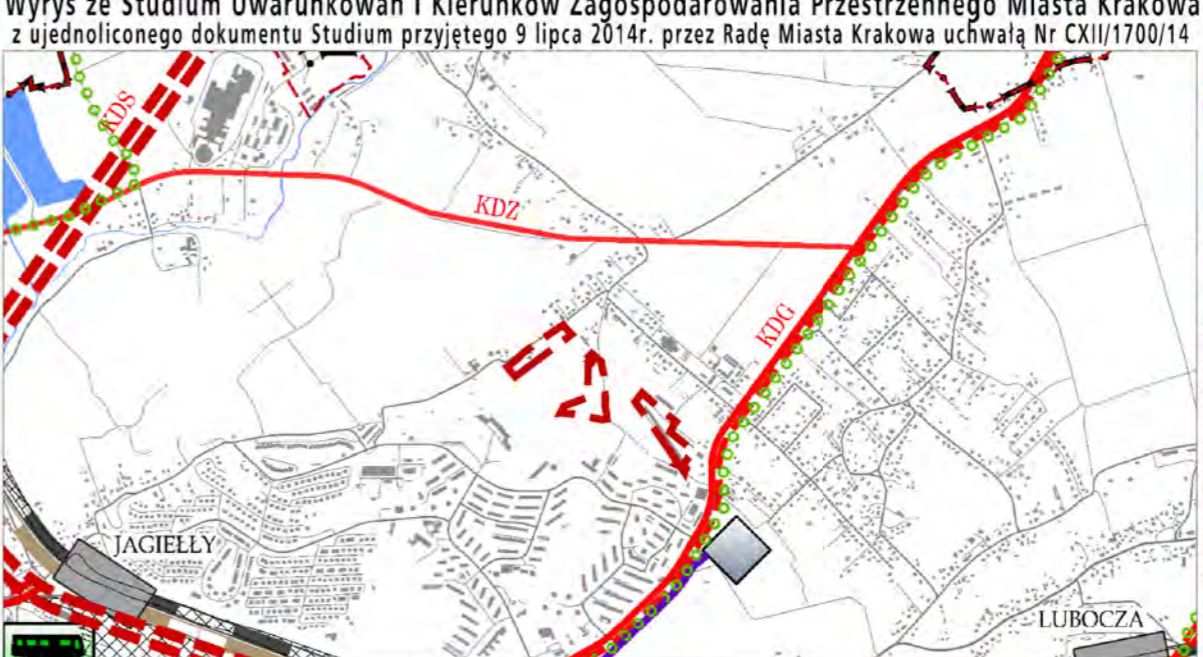 Wyrys ze Studium Uwarunkowań i Kierunków Zagospodarowania Przestrzennego Miasta Krakowa
z ujednoliconego dokumentu Studium przyjętego 9 lipca 2014r. przez Radę Miasta Krakowa uchwałą Nr CXII/1700/14
KDS
KDZ
KDG
JAGIEŁŁY
LUBOCZA